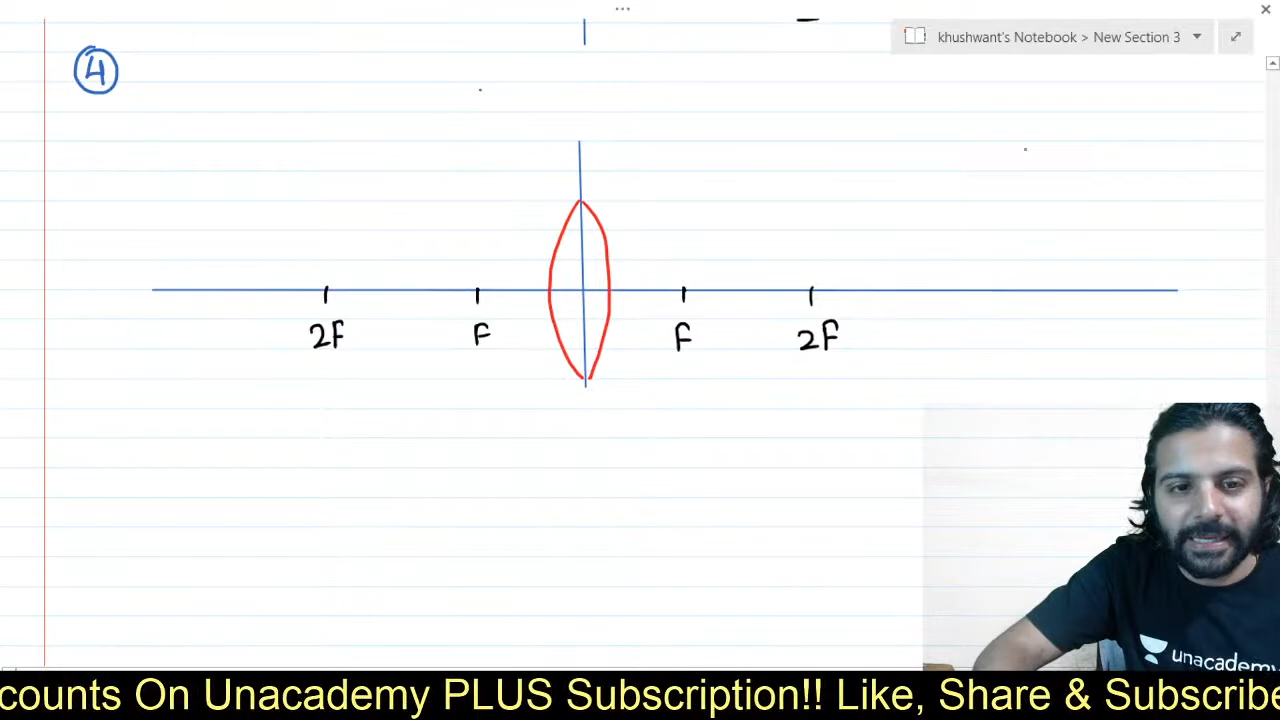 khushwant's Notebook > New Section 3
4
2F F F 2F
unacademy
counts On Unacademy PLUS Subscription!! Like, Share & Subscribe